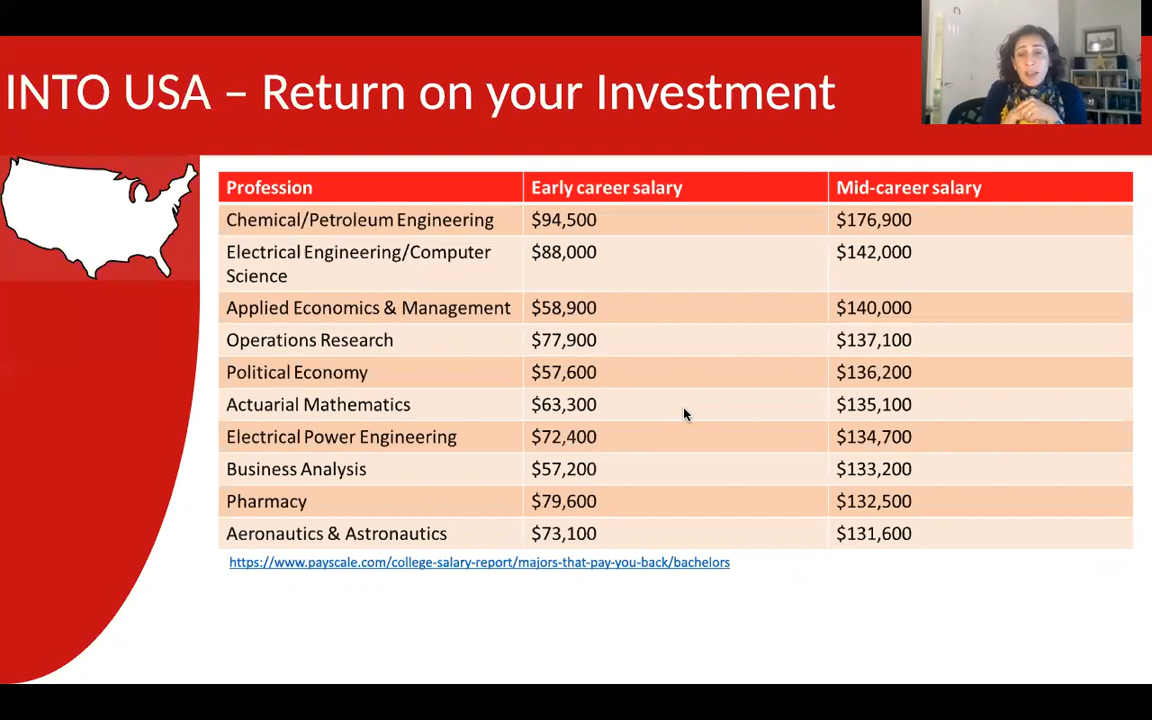 INTO USA – Return on your Investment
Profession Early career salary Mid-career salary
Chemical/Petroleum Engineering $94,500 $176,900
Electrical Engineering/Computer Science $88,000 $142,000
Applied Economics & Management $58,900 $140,000
Operations Research $77,900 $137,100
Political Economy $57,600 $136,200
Actuarial Mathematics $63,300 $135,100
Electrical Power Engineering $72,400 $134,700
Business Analysis $57,200 $133,200
Pharmacy $79,600 $132,500
Aeronautics & Astronautics $73,100 $131,600
https://www.payscale.com/college-salary-report/majors-that-pay-you-back/bachelors